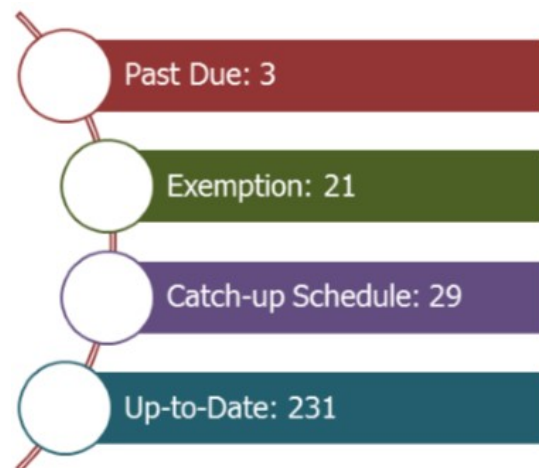 Past Due: 3
Exemption: 21
Catch-up Schedule: 29
Up-to-Date: 231